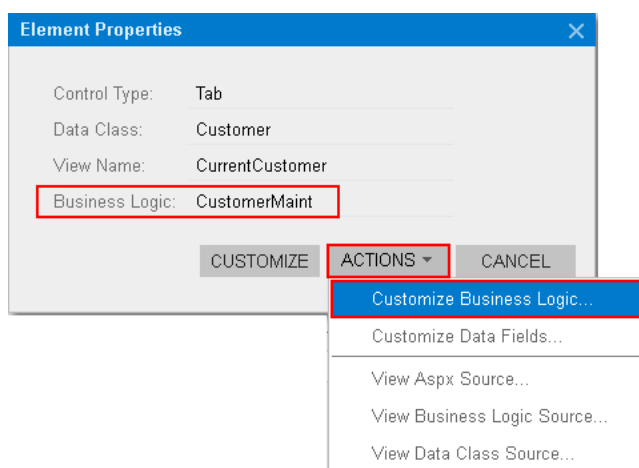 Element Properties
Control Type: Tab
Data Class: Customer
View Name: CurrentCustomer
Business Logic: CustomerMaint
CUSTOMIZE ACTIONS CANCEL
Customize Business Logic...
Customize Data Fields...
View Aspx Source...
View Business Logic Source...
View Data Class Source...